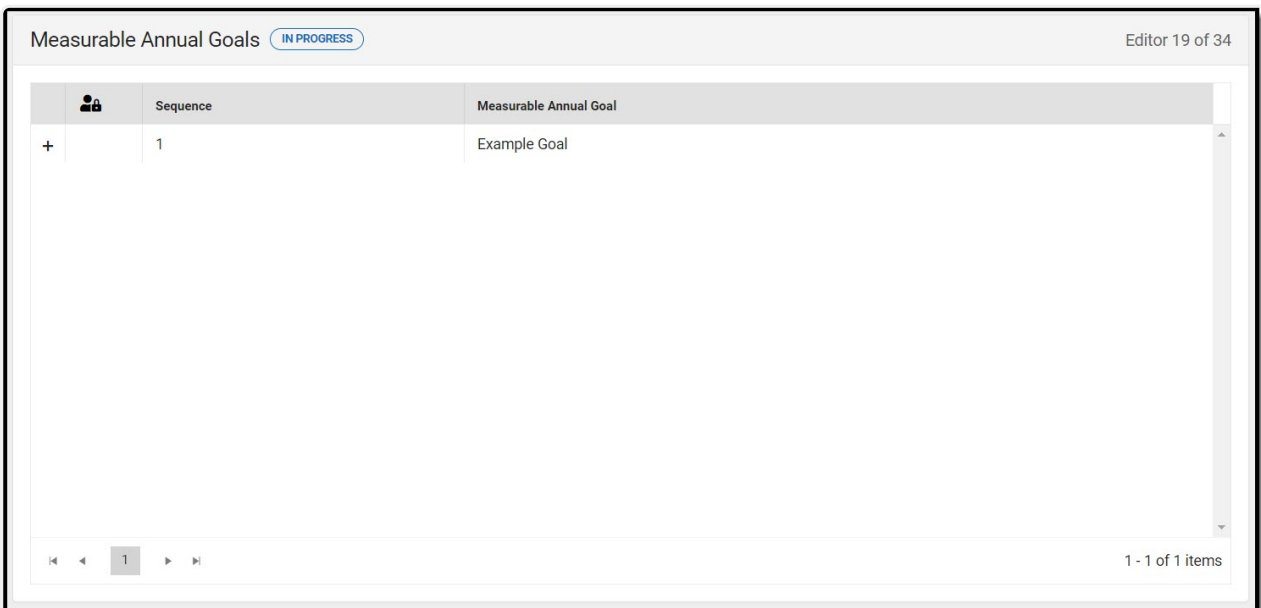 Measurable Annual Goals IN PROGRESS Editor 19 of 34
Sequence Measurable Annual Goal
+ 1 Example Goal
1 1 - 1 of 1 items